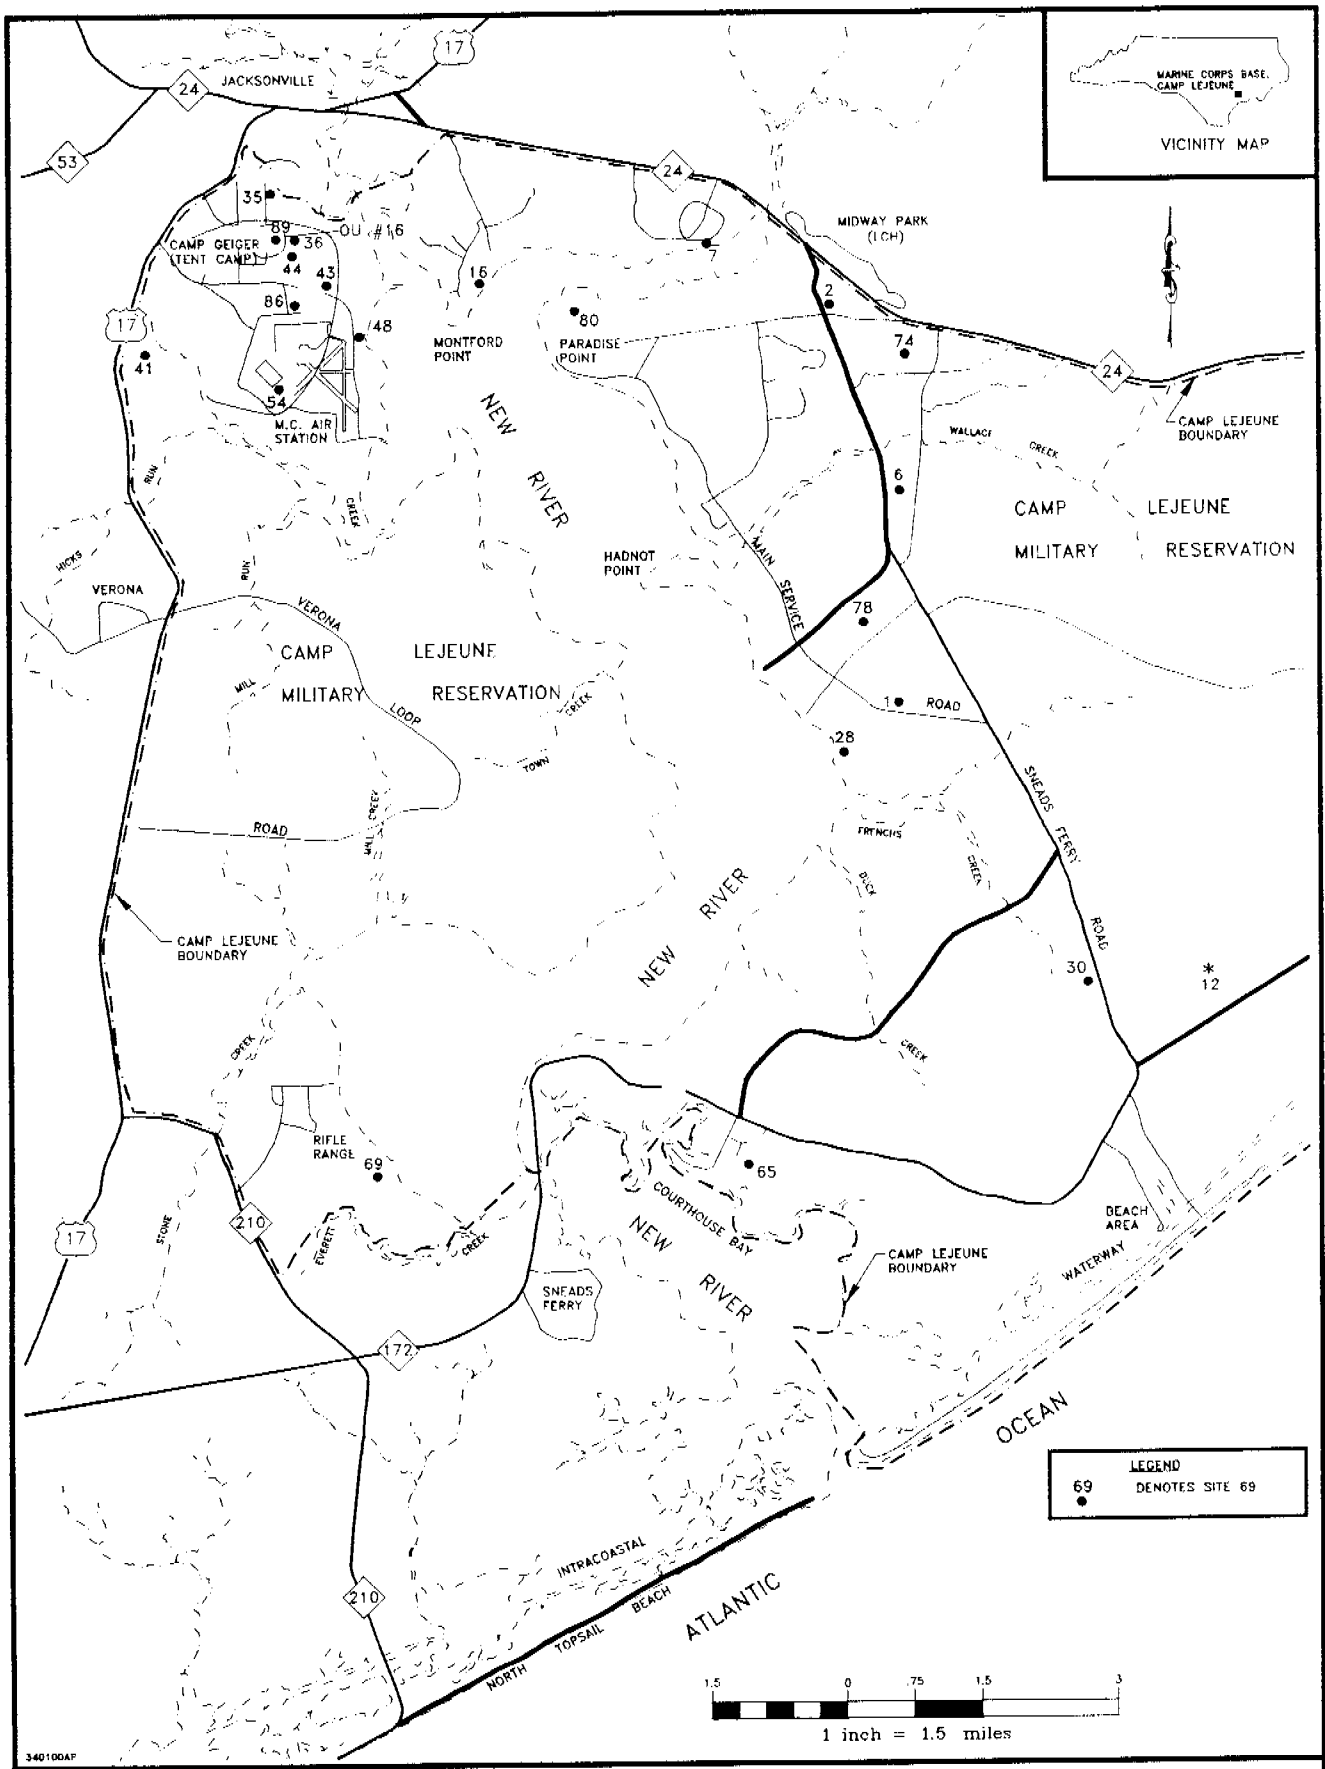 17
JACKSONVILLE
24
53
MARINE CORPS BASE,
CAMP LEJEUNE
VICINITY MAP
24
35
OU #16
89
36
CAMP GEIGER
(TENT CAMP)
44
43
16
7
MIDWAY PARK
(LCH)
86
2
80
17
48
MONTFORD
POINT
PARADISE
POINT
74
41
24
54
M.C. AIR
STATION
NEW
RIVER
CAMP LEJEUNE
BOUNDARY
WALLACE
CREEK
RUN
6
CREEK
CAMP LEJEUNE
MILITARY RESERVATION
HICKS
HADNOT
POINT
MAIN
SERVICE
RUN
VERONA
VERONA
78
CAMP LEJEUNE
MILITARY RESERVATION
MILL
LOOP
CREEK
TOWN
1
ROAD
28
SNEADS FERRY
ROAD
MILL CREEK
FRENCHS
CREEK
DUCK
NEW RIVER
CAMP LEJEUNE
BOUNDARY
ROAD
30
*
12
CREEK
CREEK
RIFLE
RANGE
69
65
COURTHOUSE BAY
210
STONE
17
EVERETT
CREEK
NEW
RIVER
BEACH
AREA
CAMP LEJEUNE
BOUNDARY
WATERWAY
SNEADS
FERRY
172
OCEAN
LEGEND
69
DENOTES SITE 69
INTRACOASTAL
210
ATLANTIC
NORTH TOPSAIL BEACH
1.5 0 .75 1.5 3
1 inch = 1.5 miles
340100AF